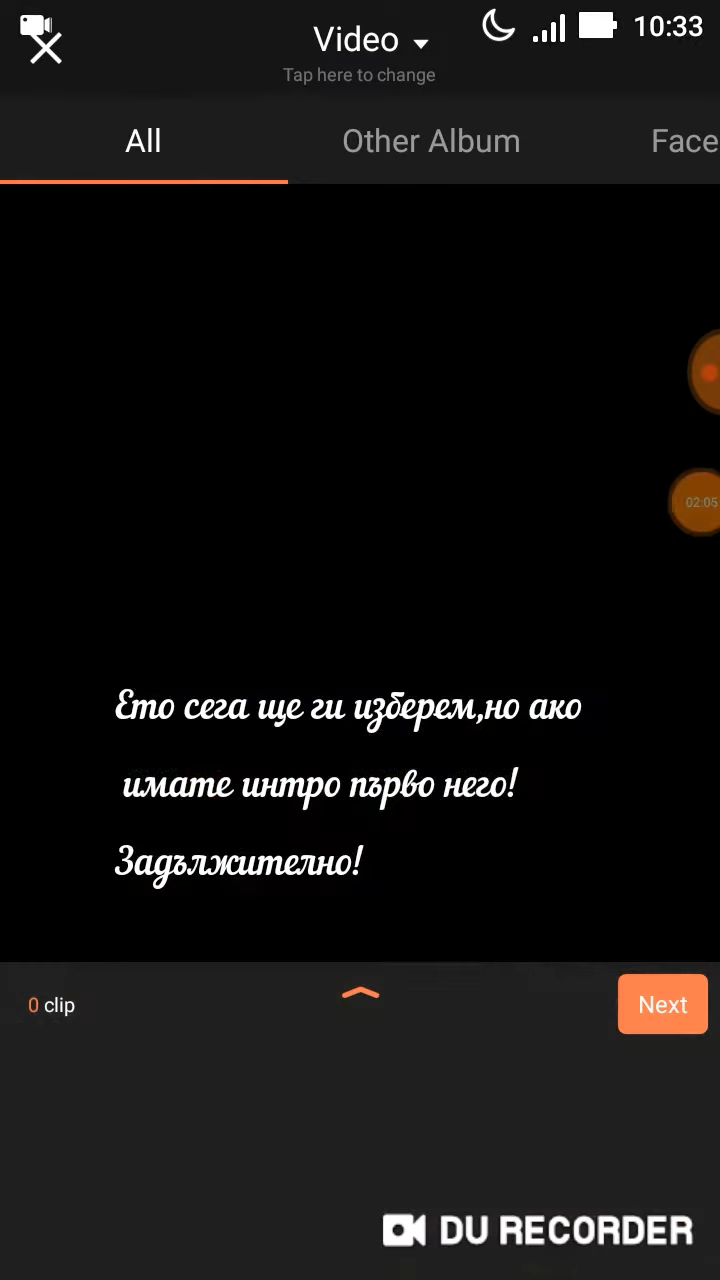 10:33
Video
Tap here to change
All
Other Album
Face
02:05
Ето сега ще ги изберем,но ако
имате интро първо него!
Задължително!
0 clip
Next
DU RECORDER